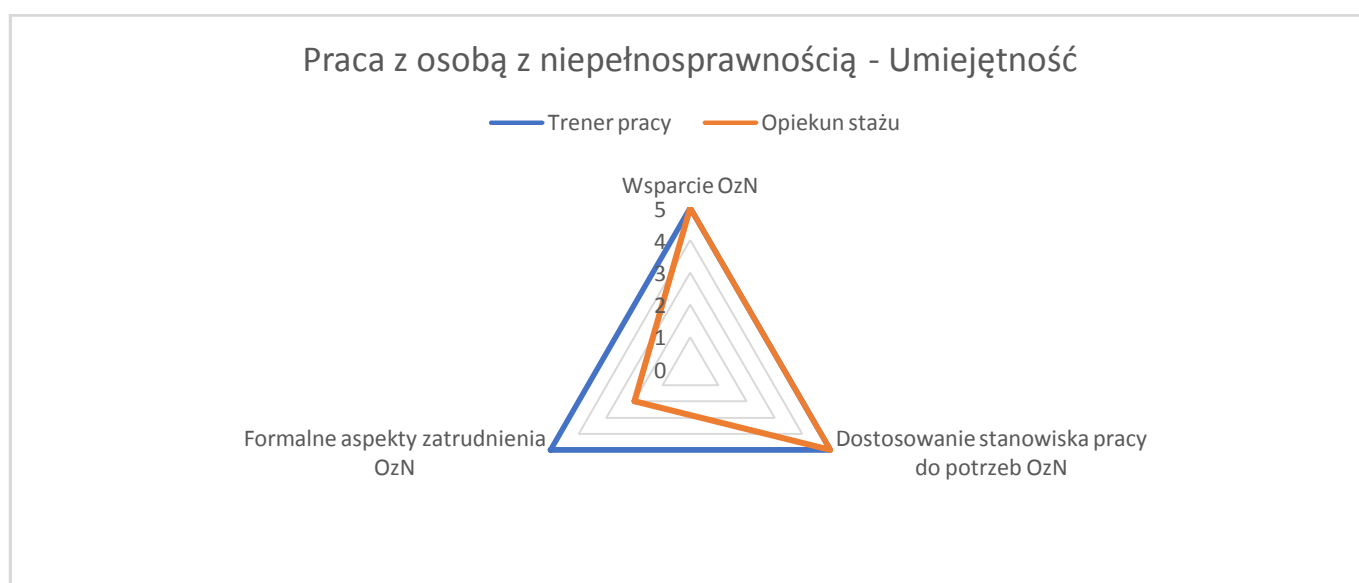 Praca z osobą z niepełnosprawnością - Umiejętność
Trener pracy
Opiekun stażu
Wsparcie OzN
5
4
3
2
1
0
Formalne aspekty zatrudnienia
OzN
Dostosowanie stanowiska pracy
do potrzeb OzN